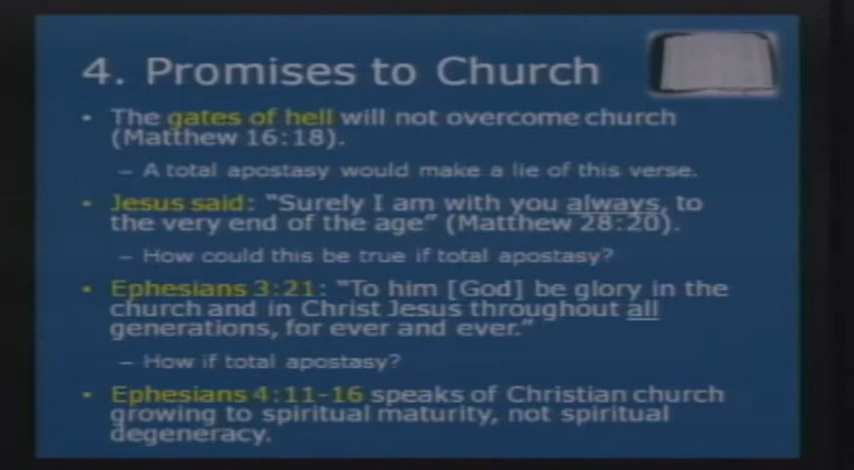 4. Promises to Church
• The gates of hell will not overcome church
(Matthew 16:18).
– A total apostasy would make a lie of this verse.
• Jesus said: “Surely I am with you always, to
the very end of the age” (Matthew 28:20).
– How could this be true if total apostasy?
• Ephesians 3:21: “To him [God] be glory in the
church and in Christ Jesus throughout all
generations, for ever and ever.”
– How if total apostasy?
• Ephesians 4:11-16 speaks of Christian church
growing to spiritual maturity, not spiritual
degeneracy.